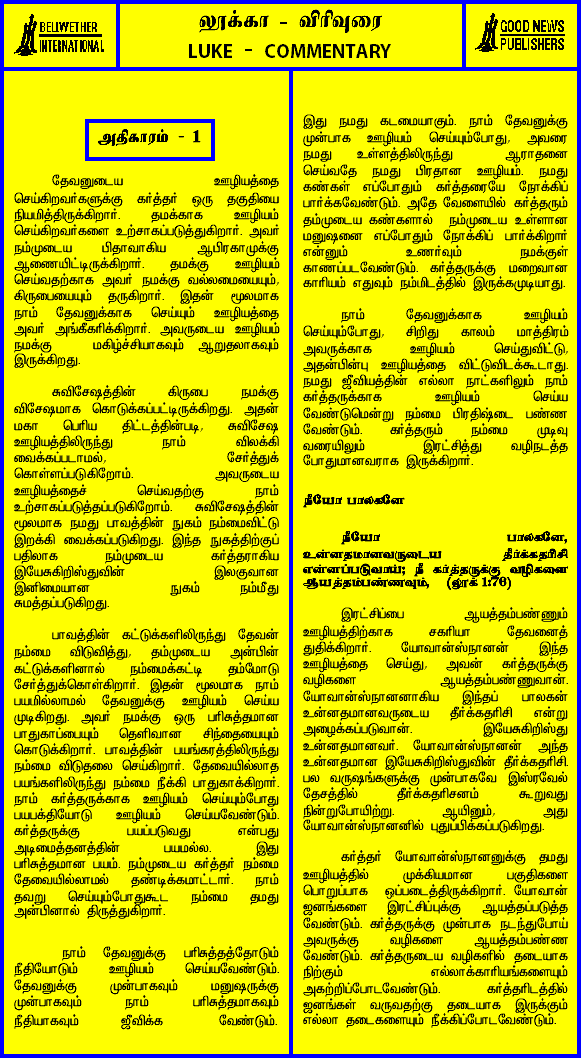 BELIWETHER
INTERNATIONAL
லூக்கா - விரிவுரை
LUKE - COMMENTARY
GOOD NEWS
PUBLISHERS
அதிகாரம் - 1
தேவனுடைய ஊழியத்தை
செய்கிறவர்களுக்கு கர்த்தர் ஒரு தகுதியை
நியமித்திருக்கிறார். தமக்காக ஊழியம்
செய்கிறவர்களை உற்சாகப்படுத்துகிறார். அவர்
நம்முடைய பிதாவாகிய ஆபிரகாமுக்கு
ஆணையிட்டிருக்கிறார். தமக்கு ஊழியம்
செய்வதற்காக அவர் நமக்கு வல்லமையையும்,
கிருபையையும் தருகிறார். இதன் மூலமாக
நாம் தேவனுக்காக செய்யும் ஊழியத்தை
அவர் அங்கீகரிக்கிறார். அவருடைய ஊழியம்
நமக்கு மகிழ்ச்சியாகவும் ஆறுதலாகவும்
இருக்கிறது.
சுவிசேஷத்தின் கிருபை நமக்கு
விசேஷமாக கொடுக்கப்பட்டிருக்கிறது. அதன்
மகா பெரிய திட்டத்தின்படி, சுவிசேஷ
ஊழியத்திலிருந்து நாம் விலக்கி
வைக்கப்படாமல், சேர்த்துக்
கொள்ளப்படுகிறோம். அவருடைய
ஊழியத்தைச் செய்வதற்கு நாம்
உற்சாகப்படுத்தப்படுகிறோம். சுவிசேஷத்தின்
மூலமாக நமது பாவத்தின் நுகம் நம்மைவிட்டு
இறக்கி வைக்கப்படுகிறது. இந்த நுகத்திற்குப்
பதிலாக நம்முடைய கர்த்தராகிய
இயேசுகிறிஸ்துவின் இலகுவான
இனிமையான நுகம் நம்மீது
சுமத்தப்படுகிறது.
பாவத்தின் கட்டுக்களிலிருந்து தேவன்
நம்மை விடுவித்து, தம்முடைய அன்பின்
கட்டுக்களினால் நம்மைக்கட்டி தம்மோடு
சேர்த்துக்கொள்கிறார். இதன் மூலமாக நாம்
பயமில்லாமல் தேவனுக்கு ஊழியம் செய்ய
முடிகிறது. அவர் நமக்கு ஒரு பரிசுத்தமான
பாதுகாப்பையும் தெளிவான சிந்தையையும்
கொடுக்கிறார். பாவத்தின் பயங்கரத்திலிருந்து
நம்மை விடுதலை செய்கிறார். தேவையில்லாத
பயங்களிலிருந்து நம்மை நீக்கி பாதுகாக்கிறார்.
நாம் கர்த்தருக்காக ஊழியம் செய்யும்போது
பயபக்தியோடு ஊழியம் செய்யவேண்டும்.
கர்த்தருக்கு பயப்படுவது என்பது
அடிமைத்தனத்தின் பயமல்ல. இது
பரிசுத்தமான பயம். நம்முடைய கர்த்தர் நம்மை
தேவையில்லாமல் தண்டிக்கமாட்டார். நாம்
தவறு செய்யும்போதுகூட நம்மை தமது
அன்பினால் திருத்துகிறார்.
நாம் தேவனுக்கு பரிசுத்தத்தோடும்
நீதியோடும் ஊழியம் செய்யவேண்டும்.
தேவனுக்கு முன்பாகவும் மனுஷருக்கு
முன்பாகவும் நாம் பரிசுத்தமாகவும்
நீதியாகவும் ஜீவிக்க வேண்டும்.
இது நமது கடமையாகும். நாம் தேவனுக்கு
முன்பாக ஊழியம் செய்யும்போது, அவரை
நமது உள்ளத்திலிருந்து ஆராதனை
செய்வதே நமது பிரதான ஊழியம். நமது
கண்கள் எப்போதும் கர்த்தரையே நோக்கிப்
பார்க்கவேண்டும். அதே வேளையில் கர்த்தரும்
தம்முடைய கண்களால் நம்முடைய உள்ளான
மனுஷனை எப்போதும் நோக்கிப் பார்க்கிறார்
என்னும் உணர்வும் நமக்குள்
காணப்படவேண்டும். கர்த்தருக்கு மறைவான
காரியம் எதுவும் நம்மிடத்தில் இருக்கமுடியாது.
நாம் தேவனுக்காக ஊழியம்
செய்யும்போது, சிறிது காலம் மாத்திரம்
அவருக்காக ஊழியம் செய்துவிட்டு,
அதன்பின்பு ஊழியத்தை விட்டுவிடக்கூடாது.
நமது ஜீவியத்தின் எல்லா நாட்களிலும் நாம்
கர்த்தருக்காக ஊழியம் செய்ய
வேண்டுமென்று நம்மை பிரதிஷ்டை பண்ண
வேண்டும். கர்த்தரும் நம்மை முடிவு
வரையிலும் இரட்சித்து வழிநடத்த
போதுமானவராக இருக்கிறார்.
நீயோ பாலகனே
நீயோ பாலகனே,
உன்னதமானவருடைய தீர்க்கதரிசி
என்னப்படுவாய்; நீ கர்த்தருக்கு வழிகளை
ஆயத்தம்பண்ணவும், (லூக் 1:76)
இரட்சிப்பை ஆயத்தம்பண்ணும்
ஊழியத்திற்காக சகரியா தேவனைத்
துதிக்கிறார். யோவான்ஸ்நானன் இந்த
ஊழியத்தை செய்து, அவன் கர்த்தருக்கு
வழிகளை ஆயத்தம்பண்ணுவான்.
யோவான்ஸ்நானனாகிய இந்தப் பாலகன்
உன்னதமானவருடைய தீர்க்கதரிசி என்று
அழைக்கப்படுவான். இயேசுகிறிஸ்து
உன்னதமானவர். யோவான்ஸ்நானன் அந்த
உன்னதமான இயேசுகிறிஸ்துவின் தீர்க்கதரிசி.
பல வருஷங்களுக்கு முன்பாகவே இஸ்ரவேல்
தேசத்தில் தீர்க்கதரிசனம் கூறுவது
நின்றுபோயிற்று. ஆயினும், அது
யோவான்ஸ்நானனில் புதுப்பிக்கப்படுகிறது.
கர்த்தர் யோவான்ஸ்நானனுக்கு தமது
ஊழியத்தில் முக்கியமான பகுதிகளை
பொறுப்பாக ஒப்படைத்திருக்கிறார். யோவான்
ஜனங்களை இரட்சிப்புக்கு ஆயத்தப்படுத்த
வேண்டும். கர்த்தருக்கு முன்பாக நடந்துபோய்
அவருக்கு வழிகளை ஆயத்தம்பண்ண
வேண்டும். கர்த்தருடைய வழிகளில் தடையாக
நிற்கும் எல்லாக்காரியங்களையும்
அகற்றிப்போடவேண்டும். கர்த்தரிடத்தில்
ஜனங்கள் வருவதற்கு தடையாக இருக்கும்
எல்லா தடைகளையும் நீக்கிப்போடவேண்டும்.